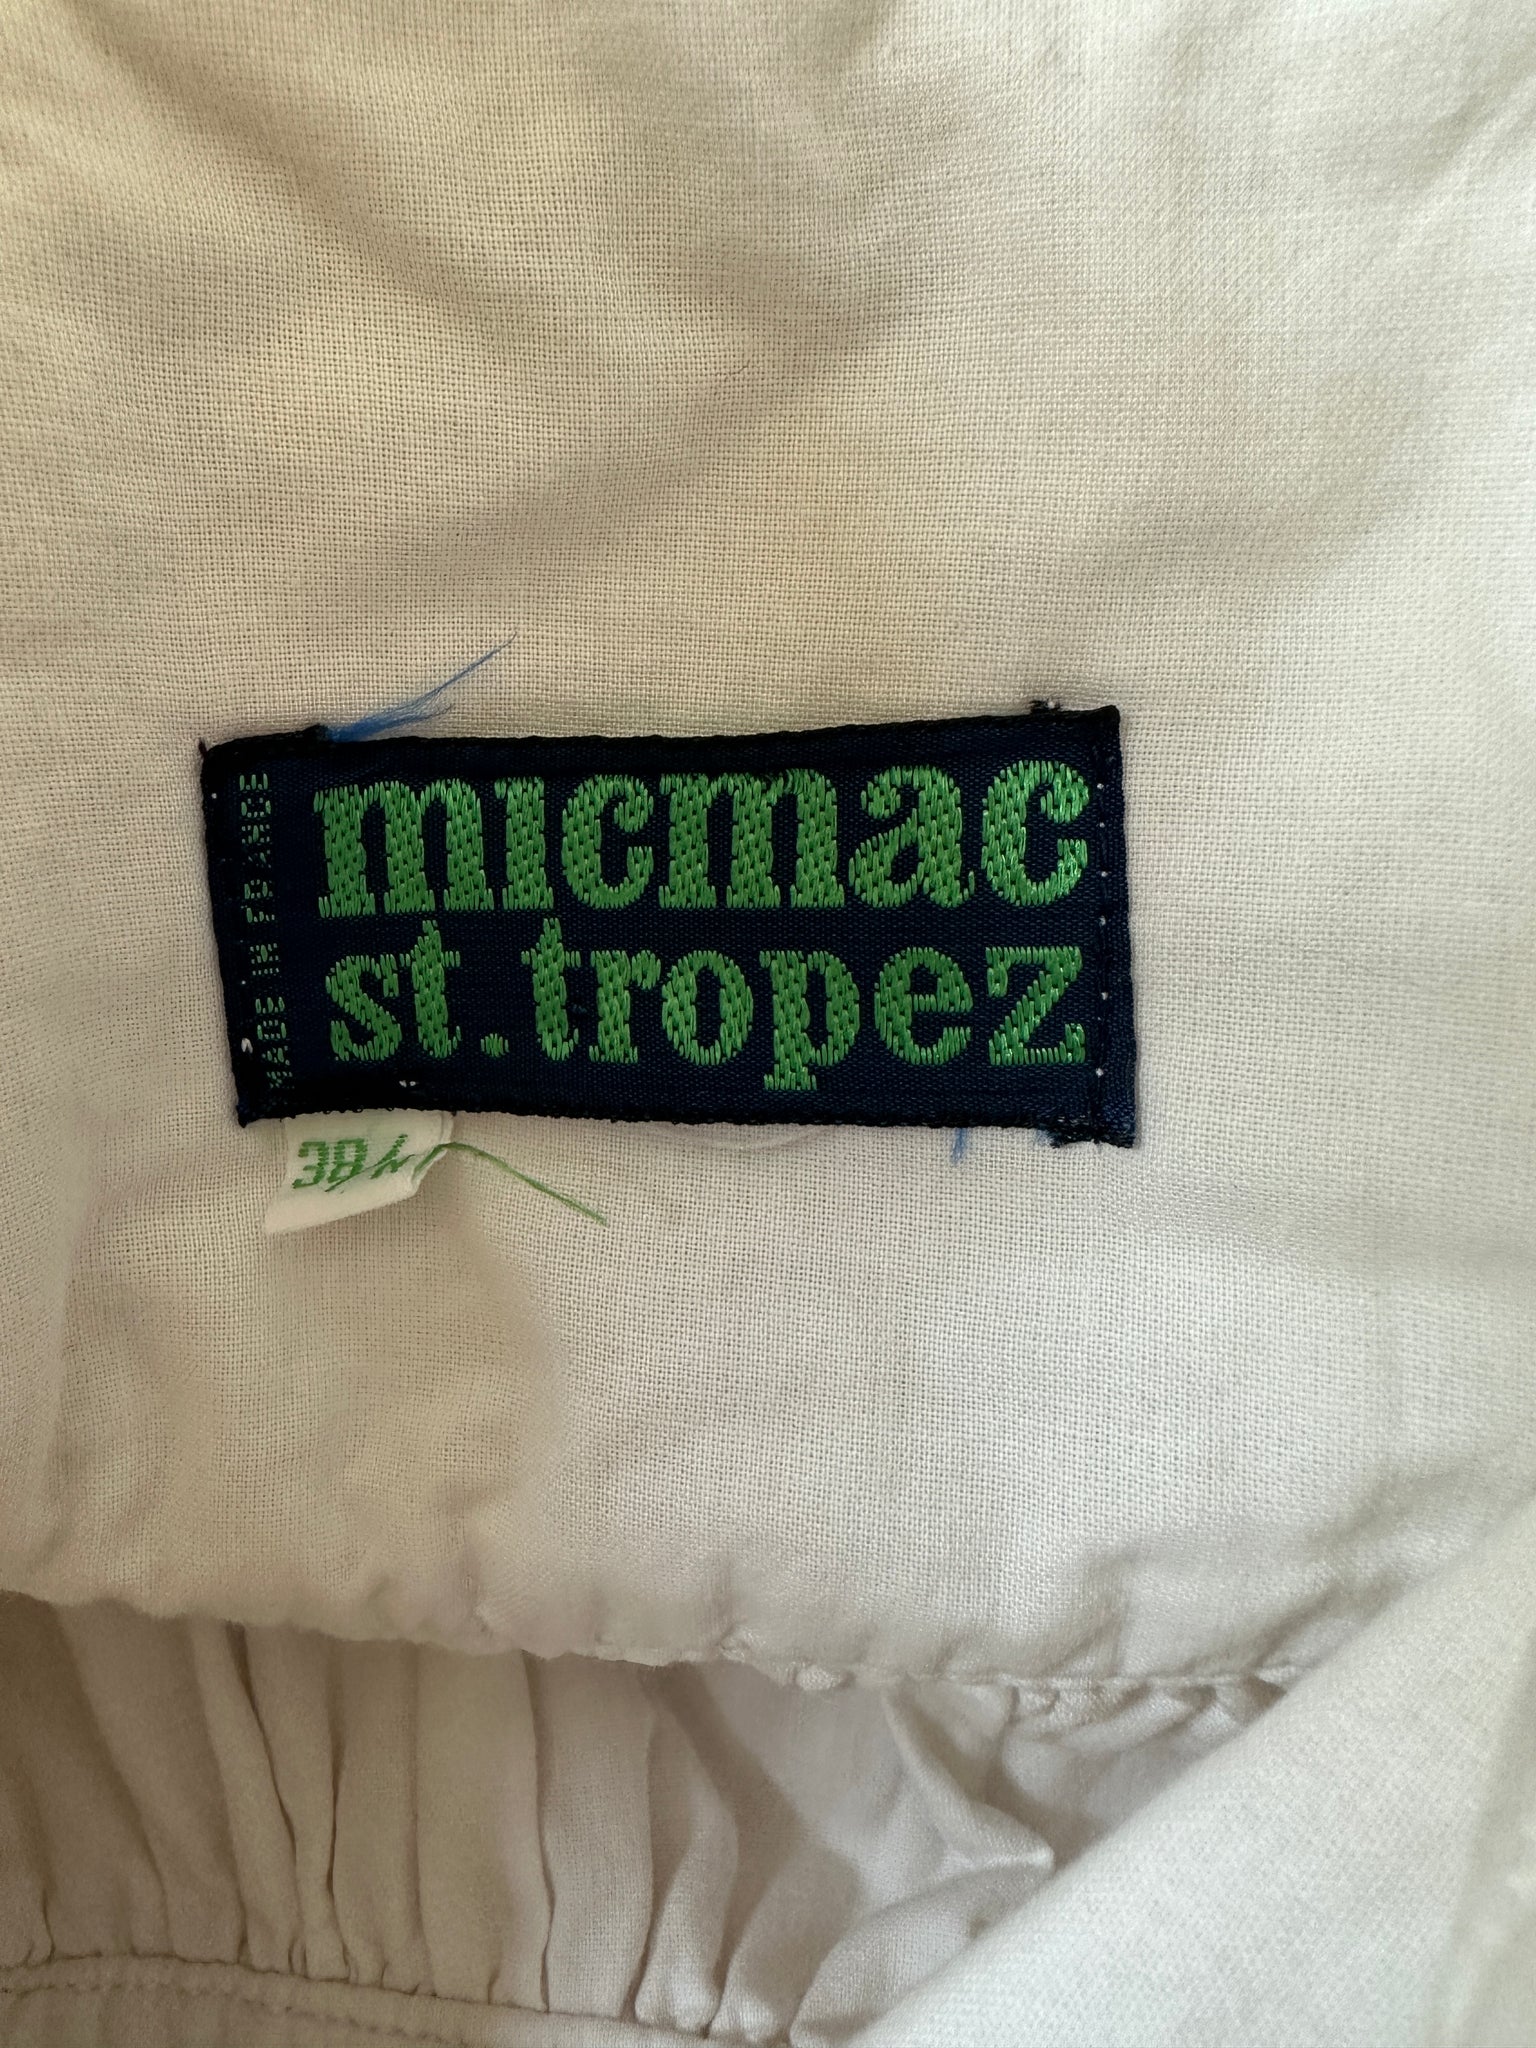 micmac
st. tropez
MADE IN FRANCE
38